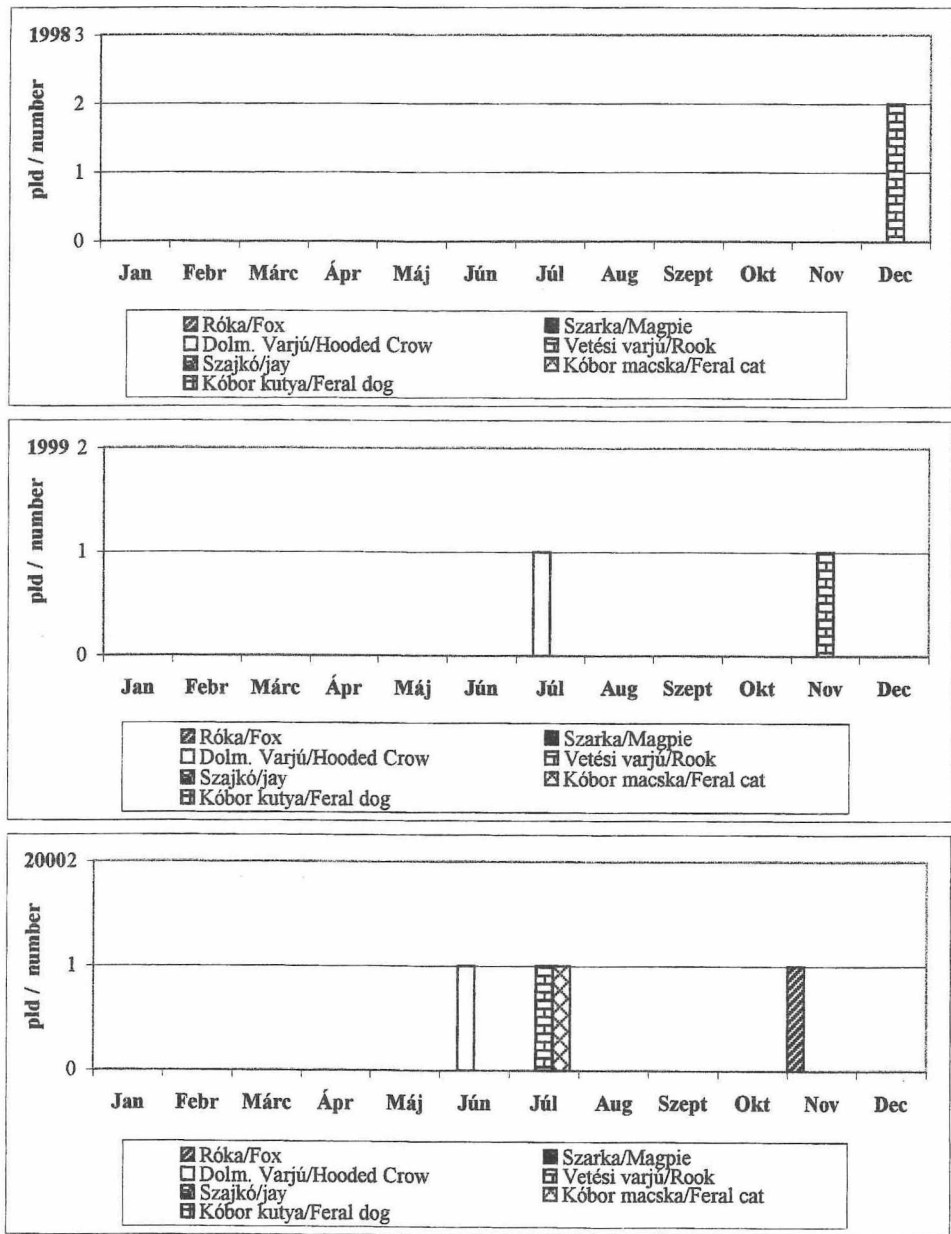 1998 3
2
1
0
pld / number
Jan Febr Márc Ápr Máj Jún Júl Aug Szept Okt Nov Dec
Róka/Fox Szarka/Magpie
Dolm. Varjú/Hooded Crow Vetési varjú/Rook
Szajkó/jay Kóbor macska/Feral cat
Kóbor kutya/Feral dog
1999 2
1
0
pld / number
Jan Febr Márc Ápr Máj Jún Júl Aug Szept Okt Nov Dec
Róka/Fox Szarka/Magpie
Dolm. Varjú/Hooded Crow Vetési varjú/Rook
Szajkó/jay Kóbor macska/Feral cat
Kóbor kutya/Feral dog
2000 2
1
0
pld / number
Jan Febr Márc Ápr Máj Jún Júl Aug Szept Okt Nov Dec
Róka/Fox Szarka/Magpie
Dolm. Varjú/Hooded Crow Vetési varjú/Rook
Szajkó/jay Kóbor macska/Feral cat
Kóbor kutya/Feral dog